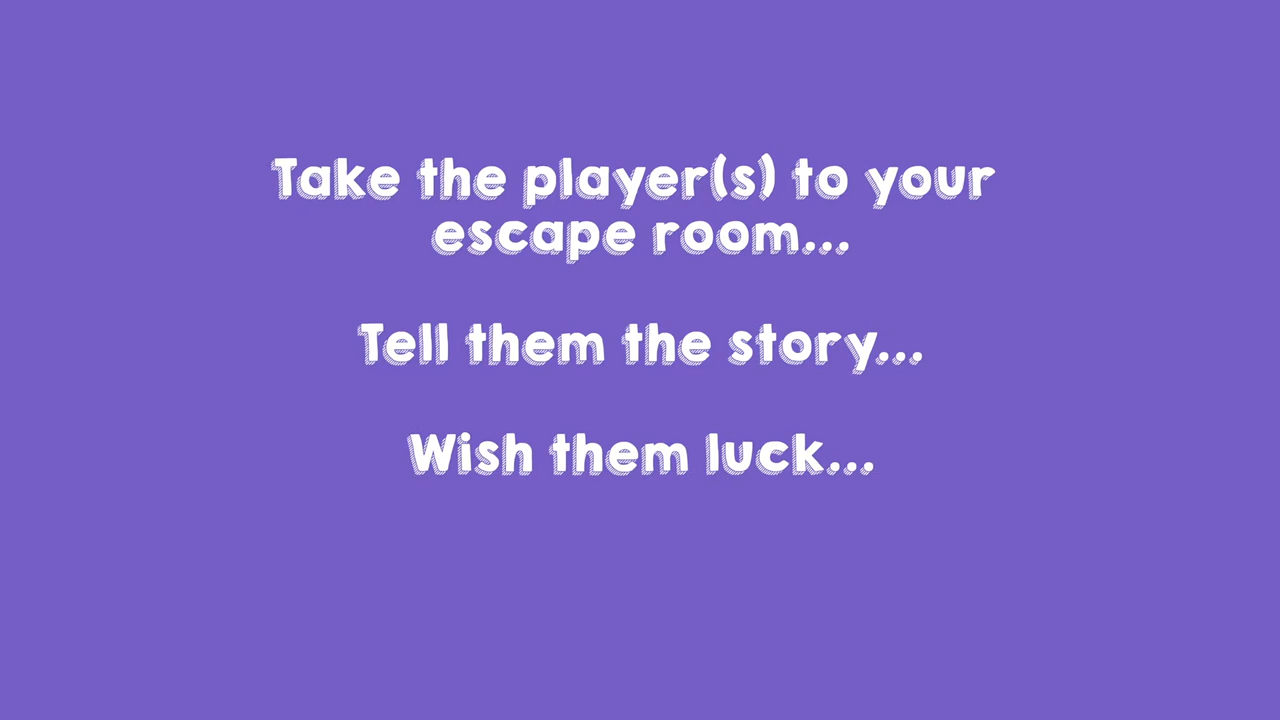 Take the player(s) to your
escape room...
Tell them the story...
Wish them luck...